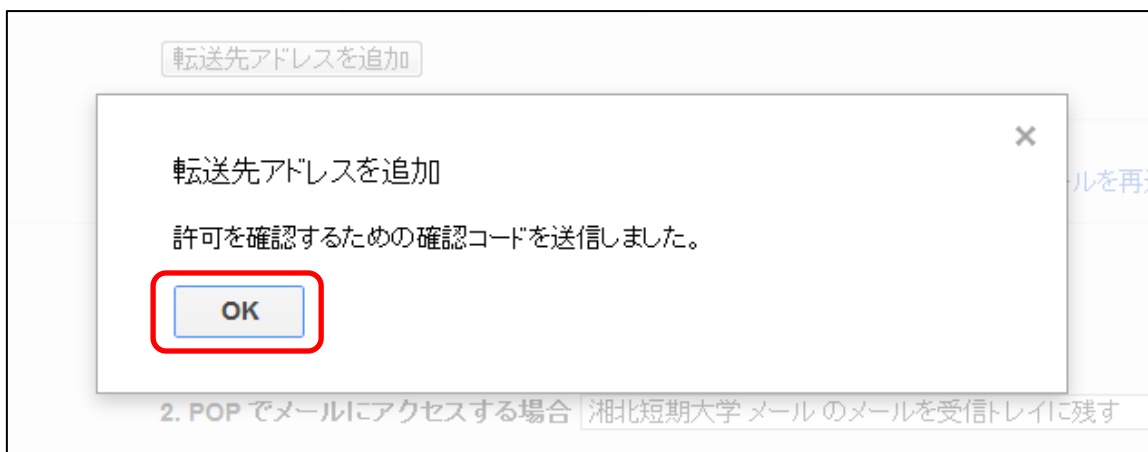 転送先アドレスを追加
×
転送先アドレスを追加
ルを再
許可を確認するための確認コードを送信しました。
OK
2. POP でメールにアクセスする場合 湘北短期大学 メール のメールを受信トレイに残す